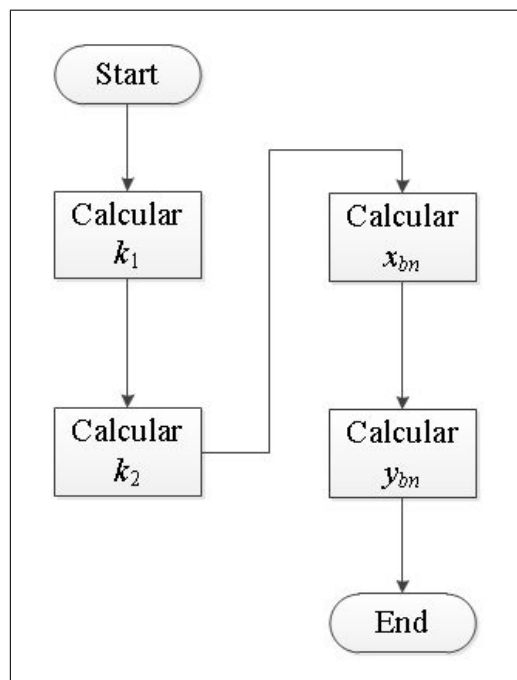 Start
Calcular
k₁
Calcular
k₂
Calcular
xbn
Calcular
ybn
End